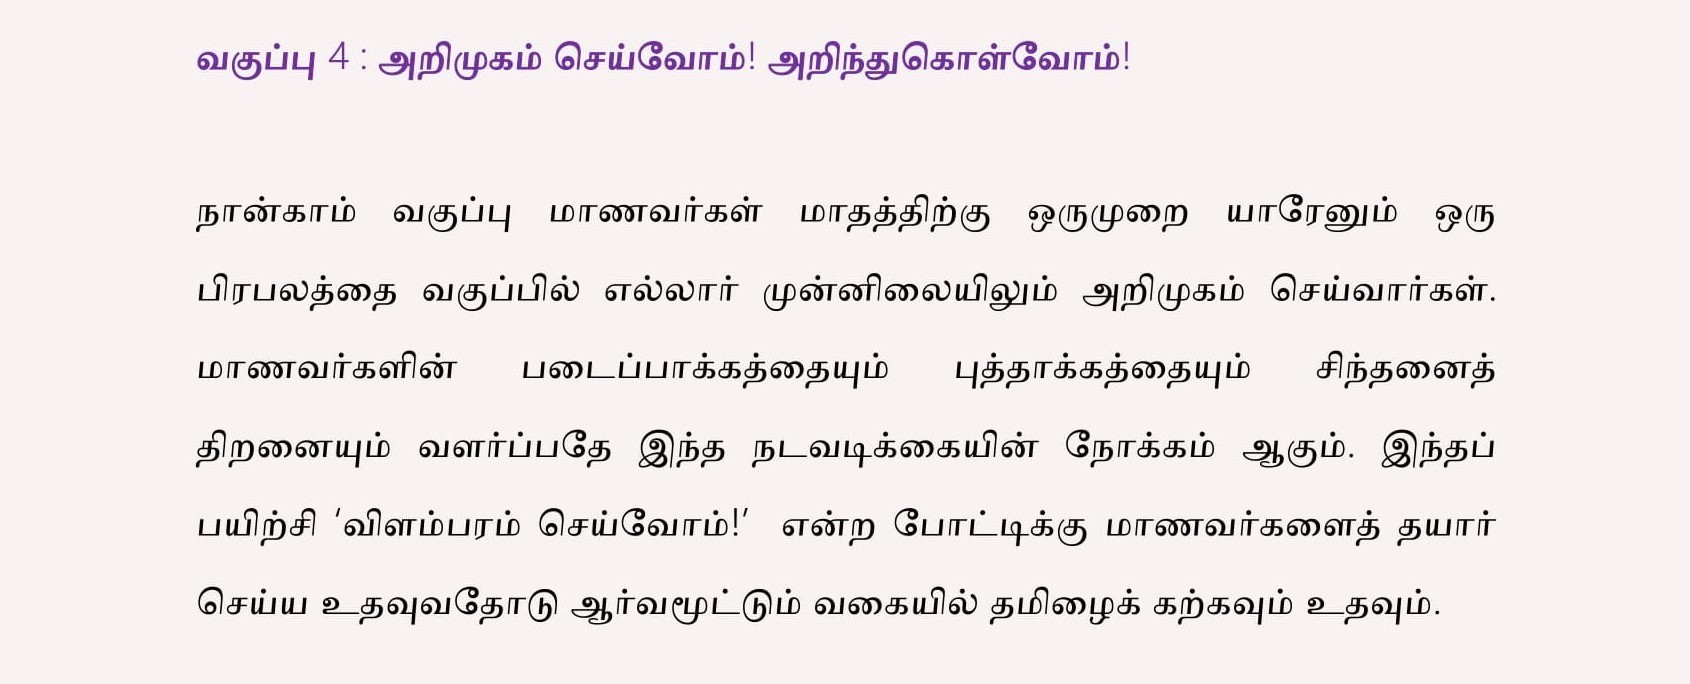 வகுப்பு 4 : அறிமுகம் செய்வோம்! அறிந்துகொள்வோம்!
நான்காம் வகுப்பு மாணவர்கள் மாதத்திற்கு ஒருமுறை யாரேனும் ஒரு
பிரபலத்தை வகுப்பில் எல்லார் முன்னிலையிலும் அறிமுகம் செய்வார்கள்.
மாணவர்களின் படைப்பாக்கத்தையும் புத்தாக்கத்தையும் சிந்தனைத்
திறனையும் வளர்ப்பதே இந்த நடவடிக்கையின் நோக்கம் ஆகும். இந்தப்
பயிற்சி ‘விளம்பரம் செய்வோம்!’ என்ற போட்டிக்கு மாணவர்களைத் தயார்
செய்ய உதவுவதோடு ஆர்வமூட்டும் வகையில் தமிழைக் கற்கவும் உதவும்.